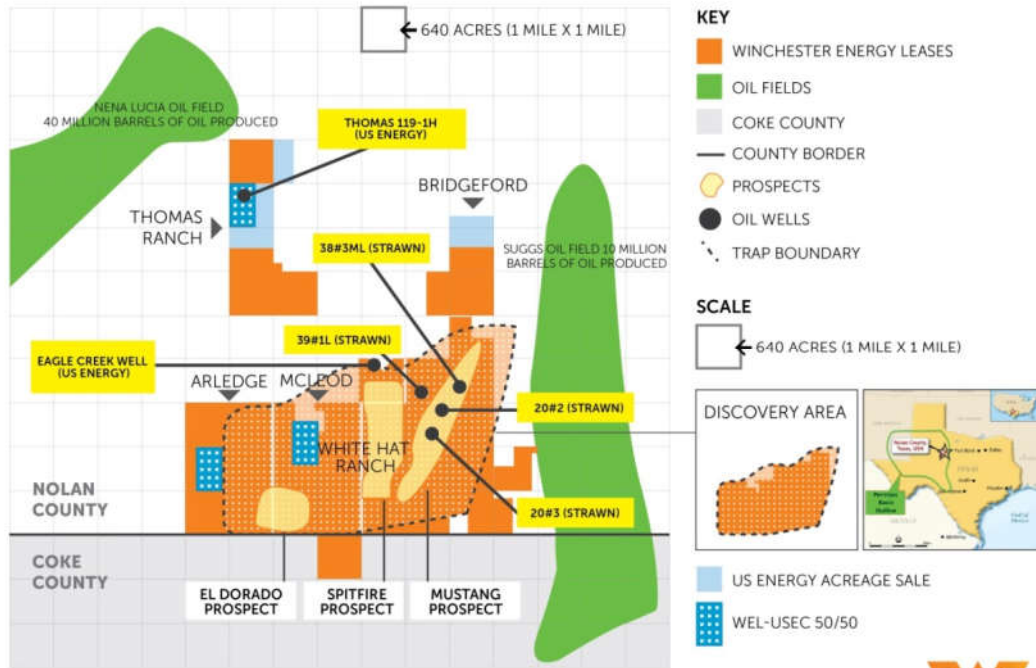 640 ACRES (1 MILE X 1 MILE)
NENA LUCIA OIL FIELD
40 MILLION BARRELS OF OIL PRODUCED
THOMAS 119-1H
(US ENERGY)
BRIDGEFORD
THOMAS
RANCH
38#3ML (STRAWN)
SUGGS OIL FIELD 10 MILLION
BARRELS OF OIL PRODUCED
39#1L (STRAWN)
EAGLE CREEK WELL
(US ENERGY)
ARLEDGE
MCLEOD
20#2 (STRAWN)
WHITE HAT
RANCH
NOLAN
COUNTY
20#3 (STRAWN)
COKE
COUNTY
EL DORADO
PROSPECT
SPITFIRE
PROSPECT
MUSTANG
PROSPECT
KEY
WINCHESTER ENERGY LEASES
OIL FIELDS
COKE COUNTY
COUNTY BORDER
PROSPECTS
OIL WELLS
TRAP BOUNDARY
SCALE
640 ACRES (1 MILE X 1 MILE)
DISCOVERY AREA
US ENERGY ACREAGE SALE
WEL-USEC 50/50